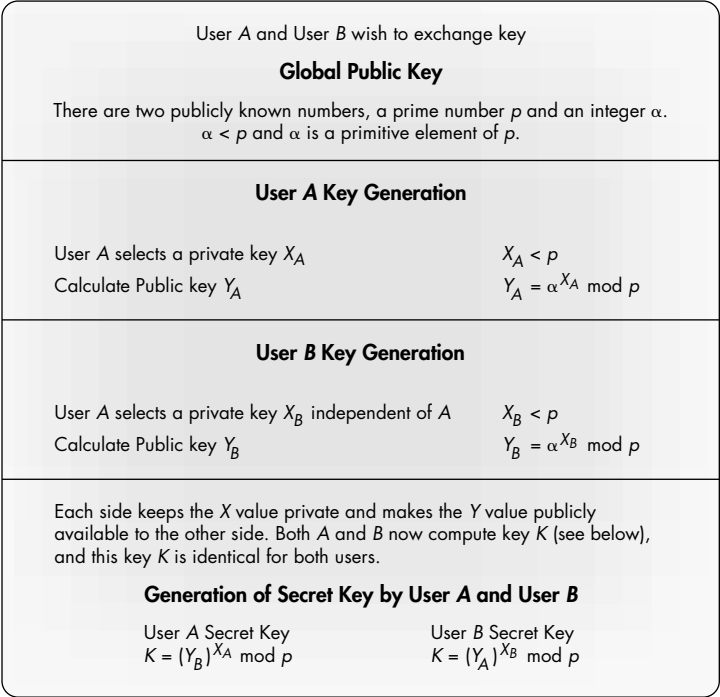 User A and User B wish to exchange key
Global Public Key
There are two publicly known numbers, a prime number p and an integer α.
α < p and α is a primitive element of p.
User A Key Generation
User A selects a private key X_A X_A < p
Calculate Public key Y_A Y_A = α^{X_A} mod p
User B Key Generation
User A selects a private key X_B independent of A X_B < p
Calculate Public key Y_B Y_B = α^{X_B} mod p
Each side keeps the X value private and makes the Y value publicly
available to the other side. Both A and B now compute key K (see below),
and this key K is identical for both users.
Generation of Secret Key by User A and User B
User A Secret Key User B Secret Key
K = (Y_B)^{X_A} mod p K = (Y_A)^{X_B} mod p